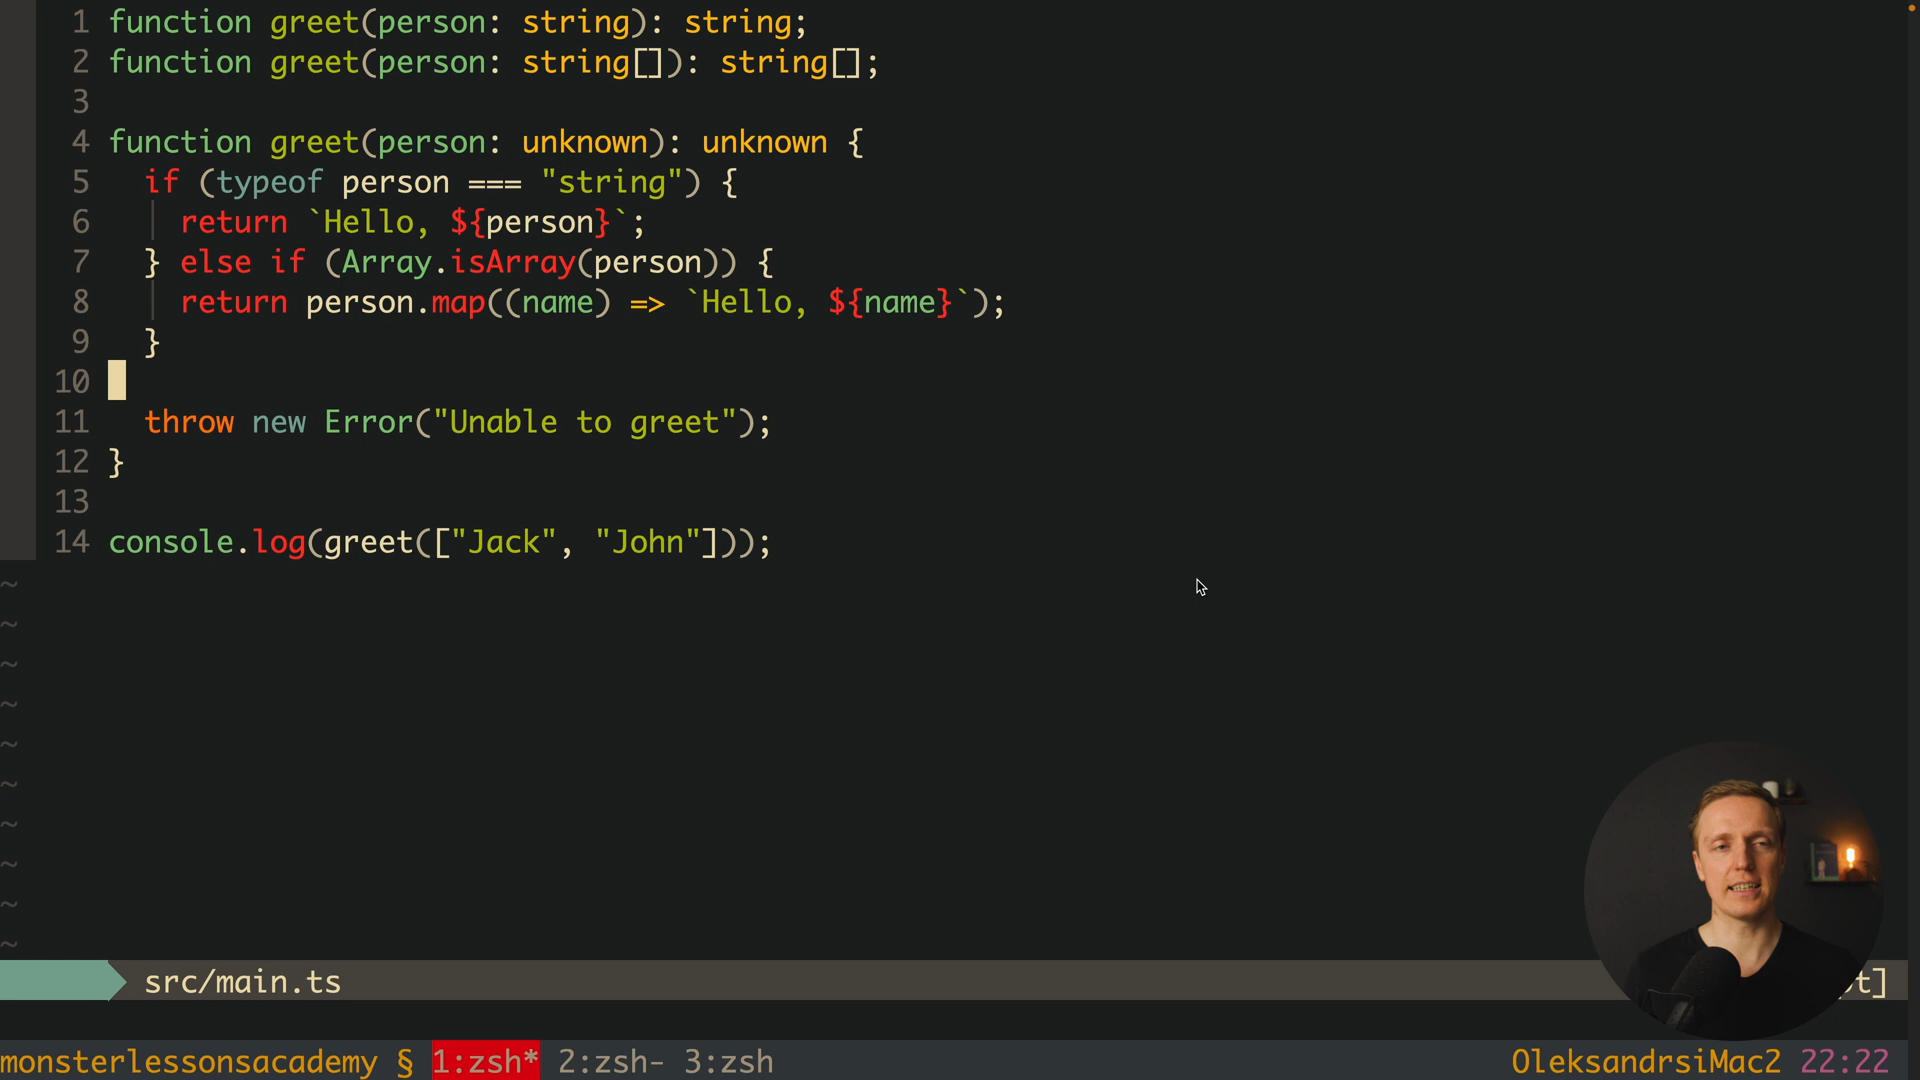 1 function greet(person: string): string;
2 function greet(person: string[]): string[];
3
4 function greet(person: unknown): unknown {
5   if (typeof person === "string") {
6     return `Hello, ${person}`;
7   } else if (Array.isArray(person)) {
8     return person.map((name) => `Hello, ${name}`);
9   }
10
11   throw new Error("Unable to greet");
12 }
13
14 console.log(greet(["Jack", "John"]));
~
~
~
~
~
~
~
~
~
~
src/main.ts t]
monsterlessonsacademy § 1:zsh* 2:zsh- 3:zsh OleksandrsiMac2 22:22